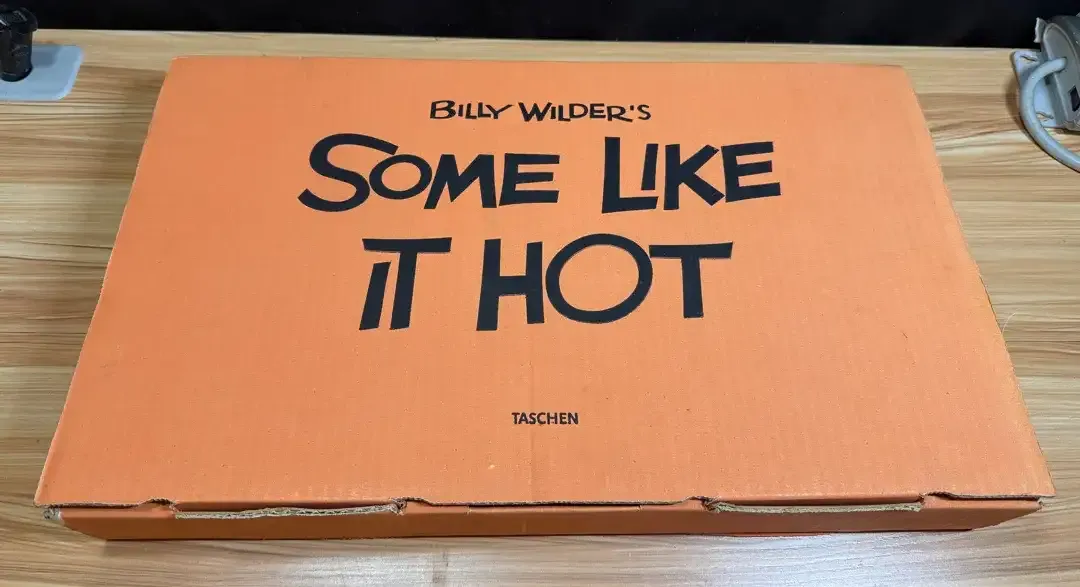 BILLY WILDER'S
SOME LIKE
IT HOT
TASCHEN